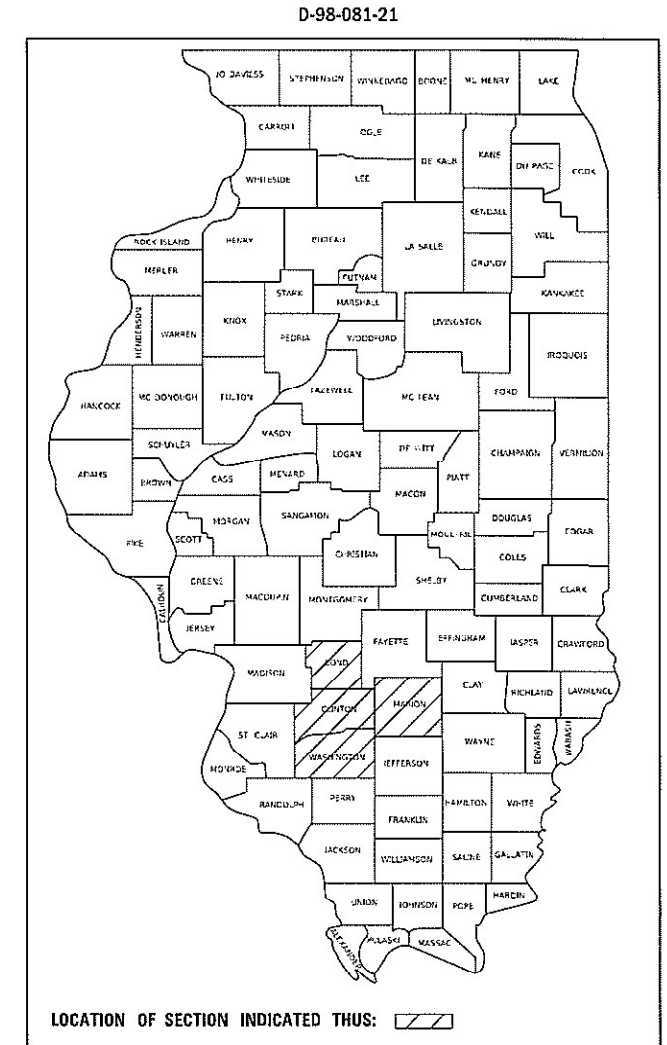 D-98-081-21
JO DAVIESS STEPHENSON WINNEBAGO BOONE MC HENRY LAKE
CARROLL OGLE
DE KALB KANE DU PAGE COOK
WHITESIDE LEE
KENDALL
ROCK ISLAND HENRY BUREAU LA SALLE WILL
MERCER PUTNAM GRUNDY
STARK MARSHALL KANKAKEE
HENDERSON WARREN KNOX PEORIA WOODFORD LIVINGSTON IROQUOIS
HANCOCK MC DONOUGH FULTON TAZEWELL MC LEAN FORD
MASON
SCHUYLER LOGAN DE WITT CHAMPAIGN VERMILION
ADAMS BROWN CASS MENARD PIATT
MACON
PIKE SCOTT MORGAN SANGAMON DOUGLAS EDGAR
CHRISTIAN MOULTRIE COLES
GREENE SHELBY
CALHOUN MACOUPIN MONTGOMERY CUMBERLAND CLARK
JERSEY FAYETTE EFFINGHAM JASPER CRAWFORD
MADISON BOND CLAY RICHLAND LAWRENCE
CLINTON MARION
ST. CLAIR WAYNE EDWARDS WABASH
MONROE WASHINGTON JEFFERSON
RANDOLPH PERRY HAMILTON WHITE
FRANKLIN
JACKSON WILLIAMSON SALINE GALLATIN
UNION JOHNSON POPE HARDIN
ALEXANDER PULASKI MASSAC
LOCATION OF SECTION INDICATED THUS: